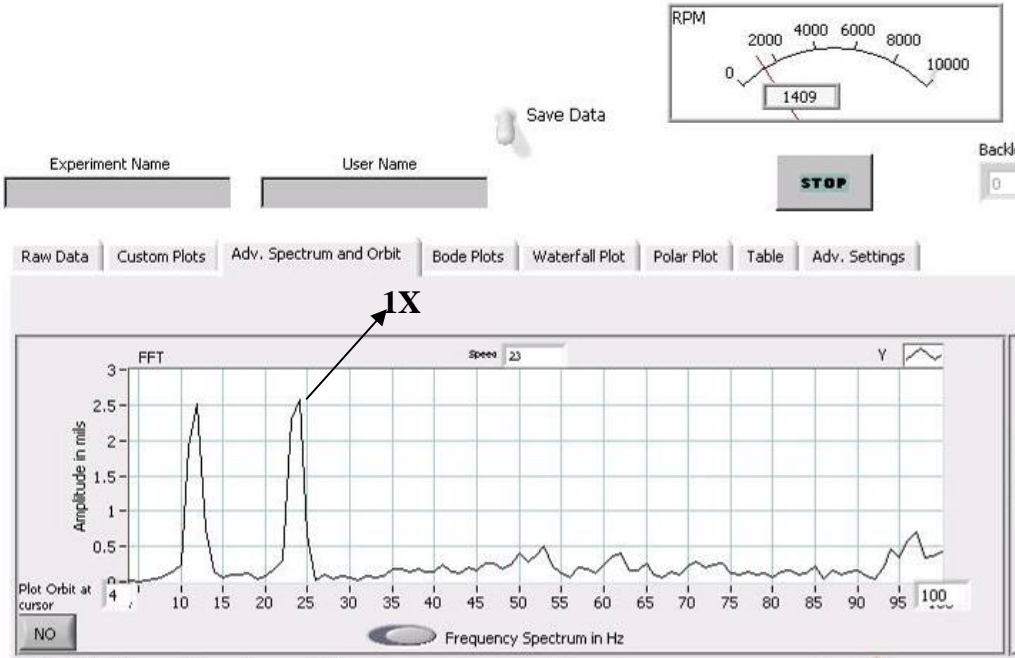 RPM
0 2000 4000 6000 8000 10000
1409
Save Data
Experiment Name User Name
STOP
0
Raw Data Custom Plots Adv. Spectrum and Orbit Bode Plots Waterfall Plot Polar Plot Table Adv. Settings
1X
FFT Speed 23 Y
3
2.5
2
1.5
1
0.5
0
Amplitude in mils
4 10 15 20 25 30 35 40 45 50 55 60 65 70 75 80 85 90 95 100
Plot Orbit at
cursor
NO
Frequency Spectrum in Hz